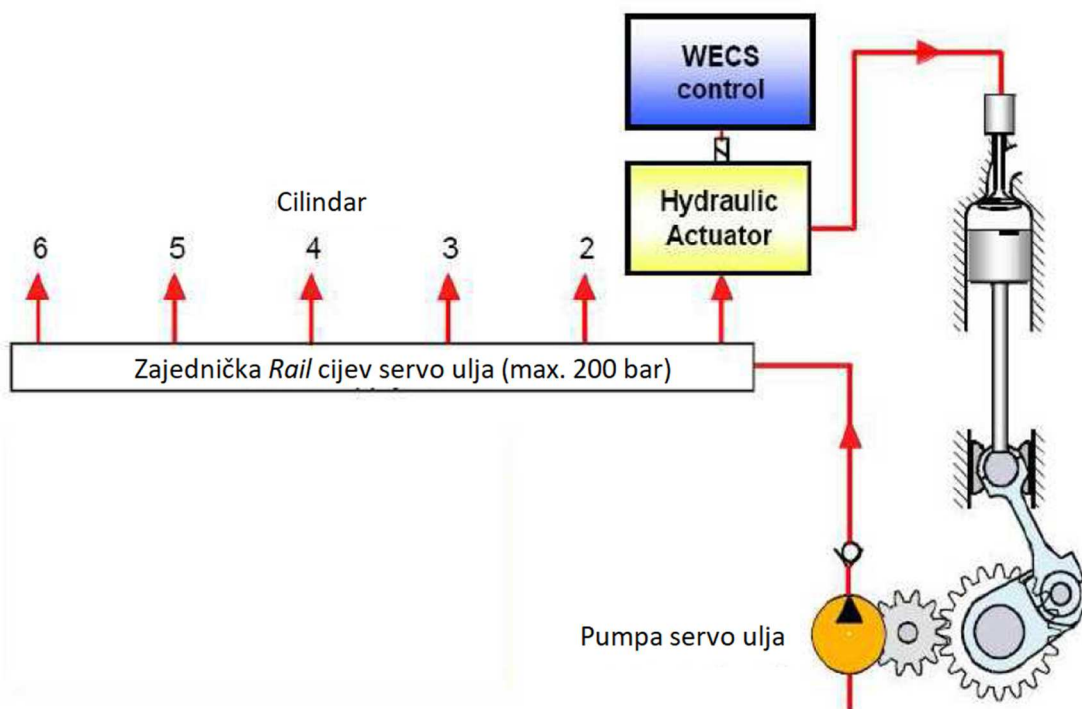 WECS
control
Hydraulic
Actuator
Cilindar
6 5 4 3 2
Zajednička Rail cijev servo ulja (max. 200 bar)
Pumpa servo ulja